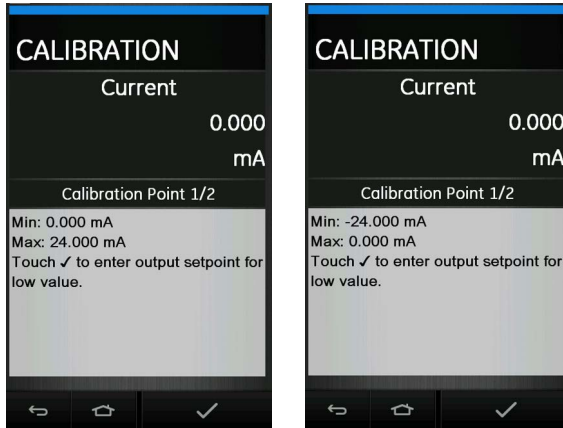 CALIBRATION
Current
0.000
mA
Calibration Point 1/2
Min: 0.000 mA
Max: 24.000 mA
Touch ✓ to enter output setpoint for
low value.
CALIBRATION
Current
0.000
mA
Calibration Point 1/2
Min: -24.000 mA
Max: 0.000 mA
Touch ✓ to enter output setpoint for
low value.